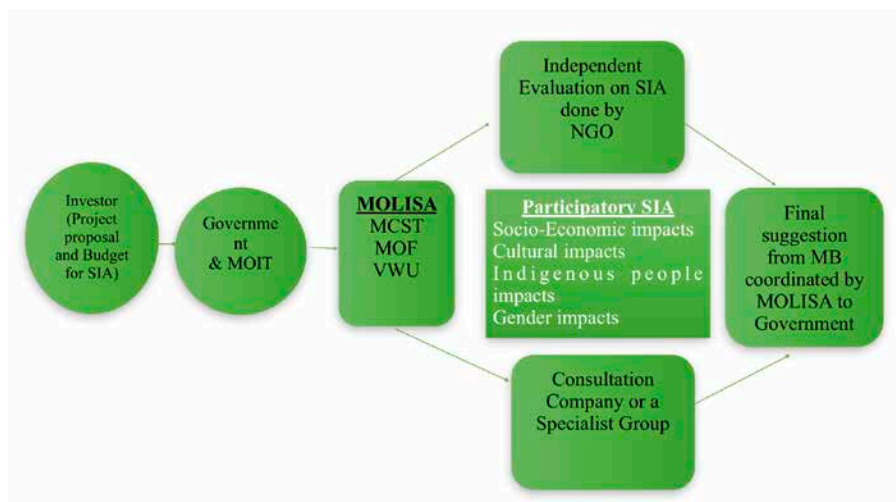 Investor
(Project
proposal
and Budget
for SIA)
Governme
nt
& MOIT
MOLISA
MCST
MOF
VWU
Independent
Evaluation on SIA
done by
NGO
Participatory SIA
Socio-Economic impacts
Cultural impacts
Indigenous people
impacts
Gender impacts
Consultation
Company or a
Specialist Group
Final
suggestion
from MB
coordinated by
MOLISA to
Government